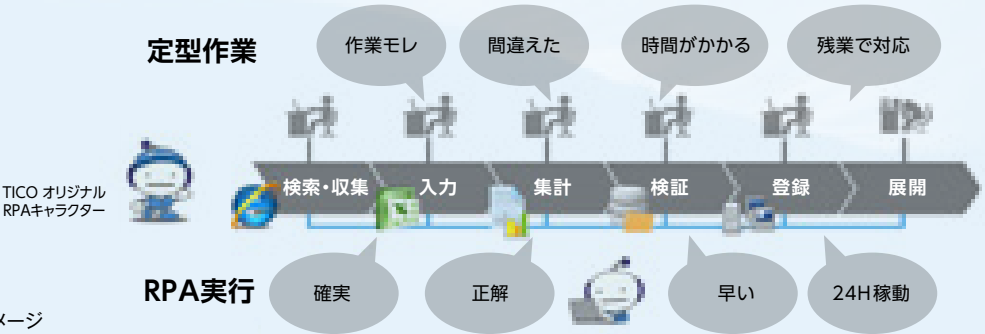 定型作業
作業モレ
間違えた
時間がかかる
残業で対応
TICO オリジナル
RPAキャラクター
検索・収集
入力
集計
検証
登録
展開
RPA実行
確実
正解
早い
24H稼動
メージ